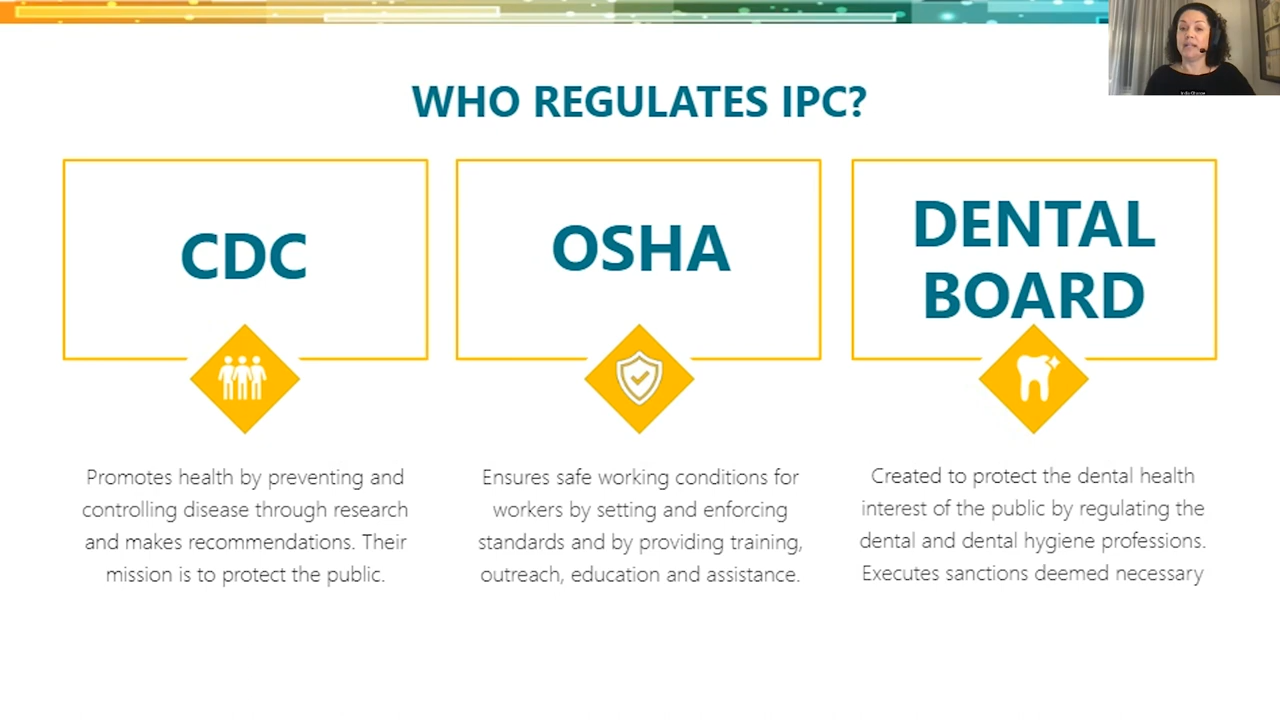 WHO REGULATES IPC?
CDC
OSHA
DENTAL
BOARD
Promotes health by preventing and
controlling disease through research
and makes recommendations. Their
mission is to protect the public.
Ensures safe working conditions for
workers by setting and enforcing
standards and by providing training,
outreach, education and assistance.
Created to protect the dental health
interest of the public by regulating the
dental and dental hygiene professions.
Executes sanctions deemed necessary